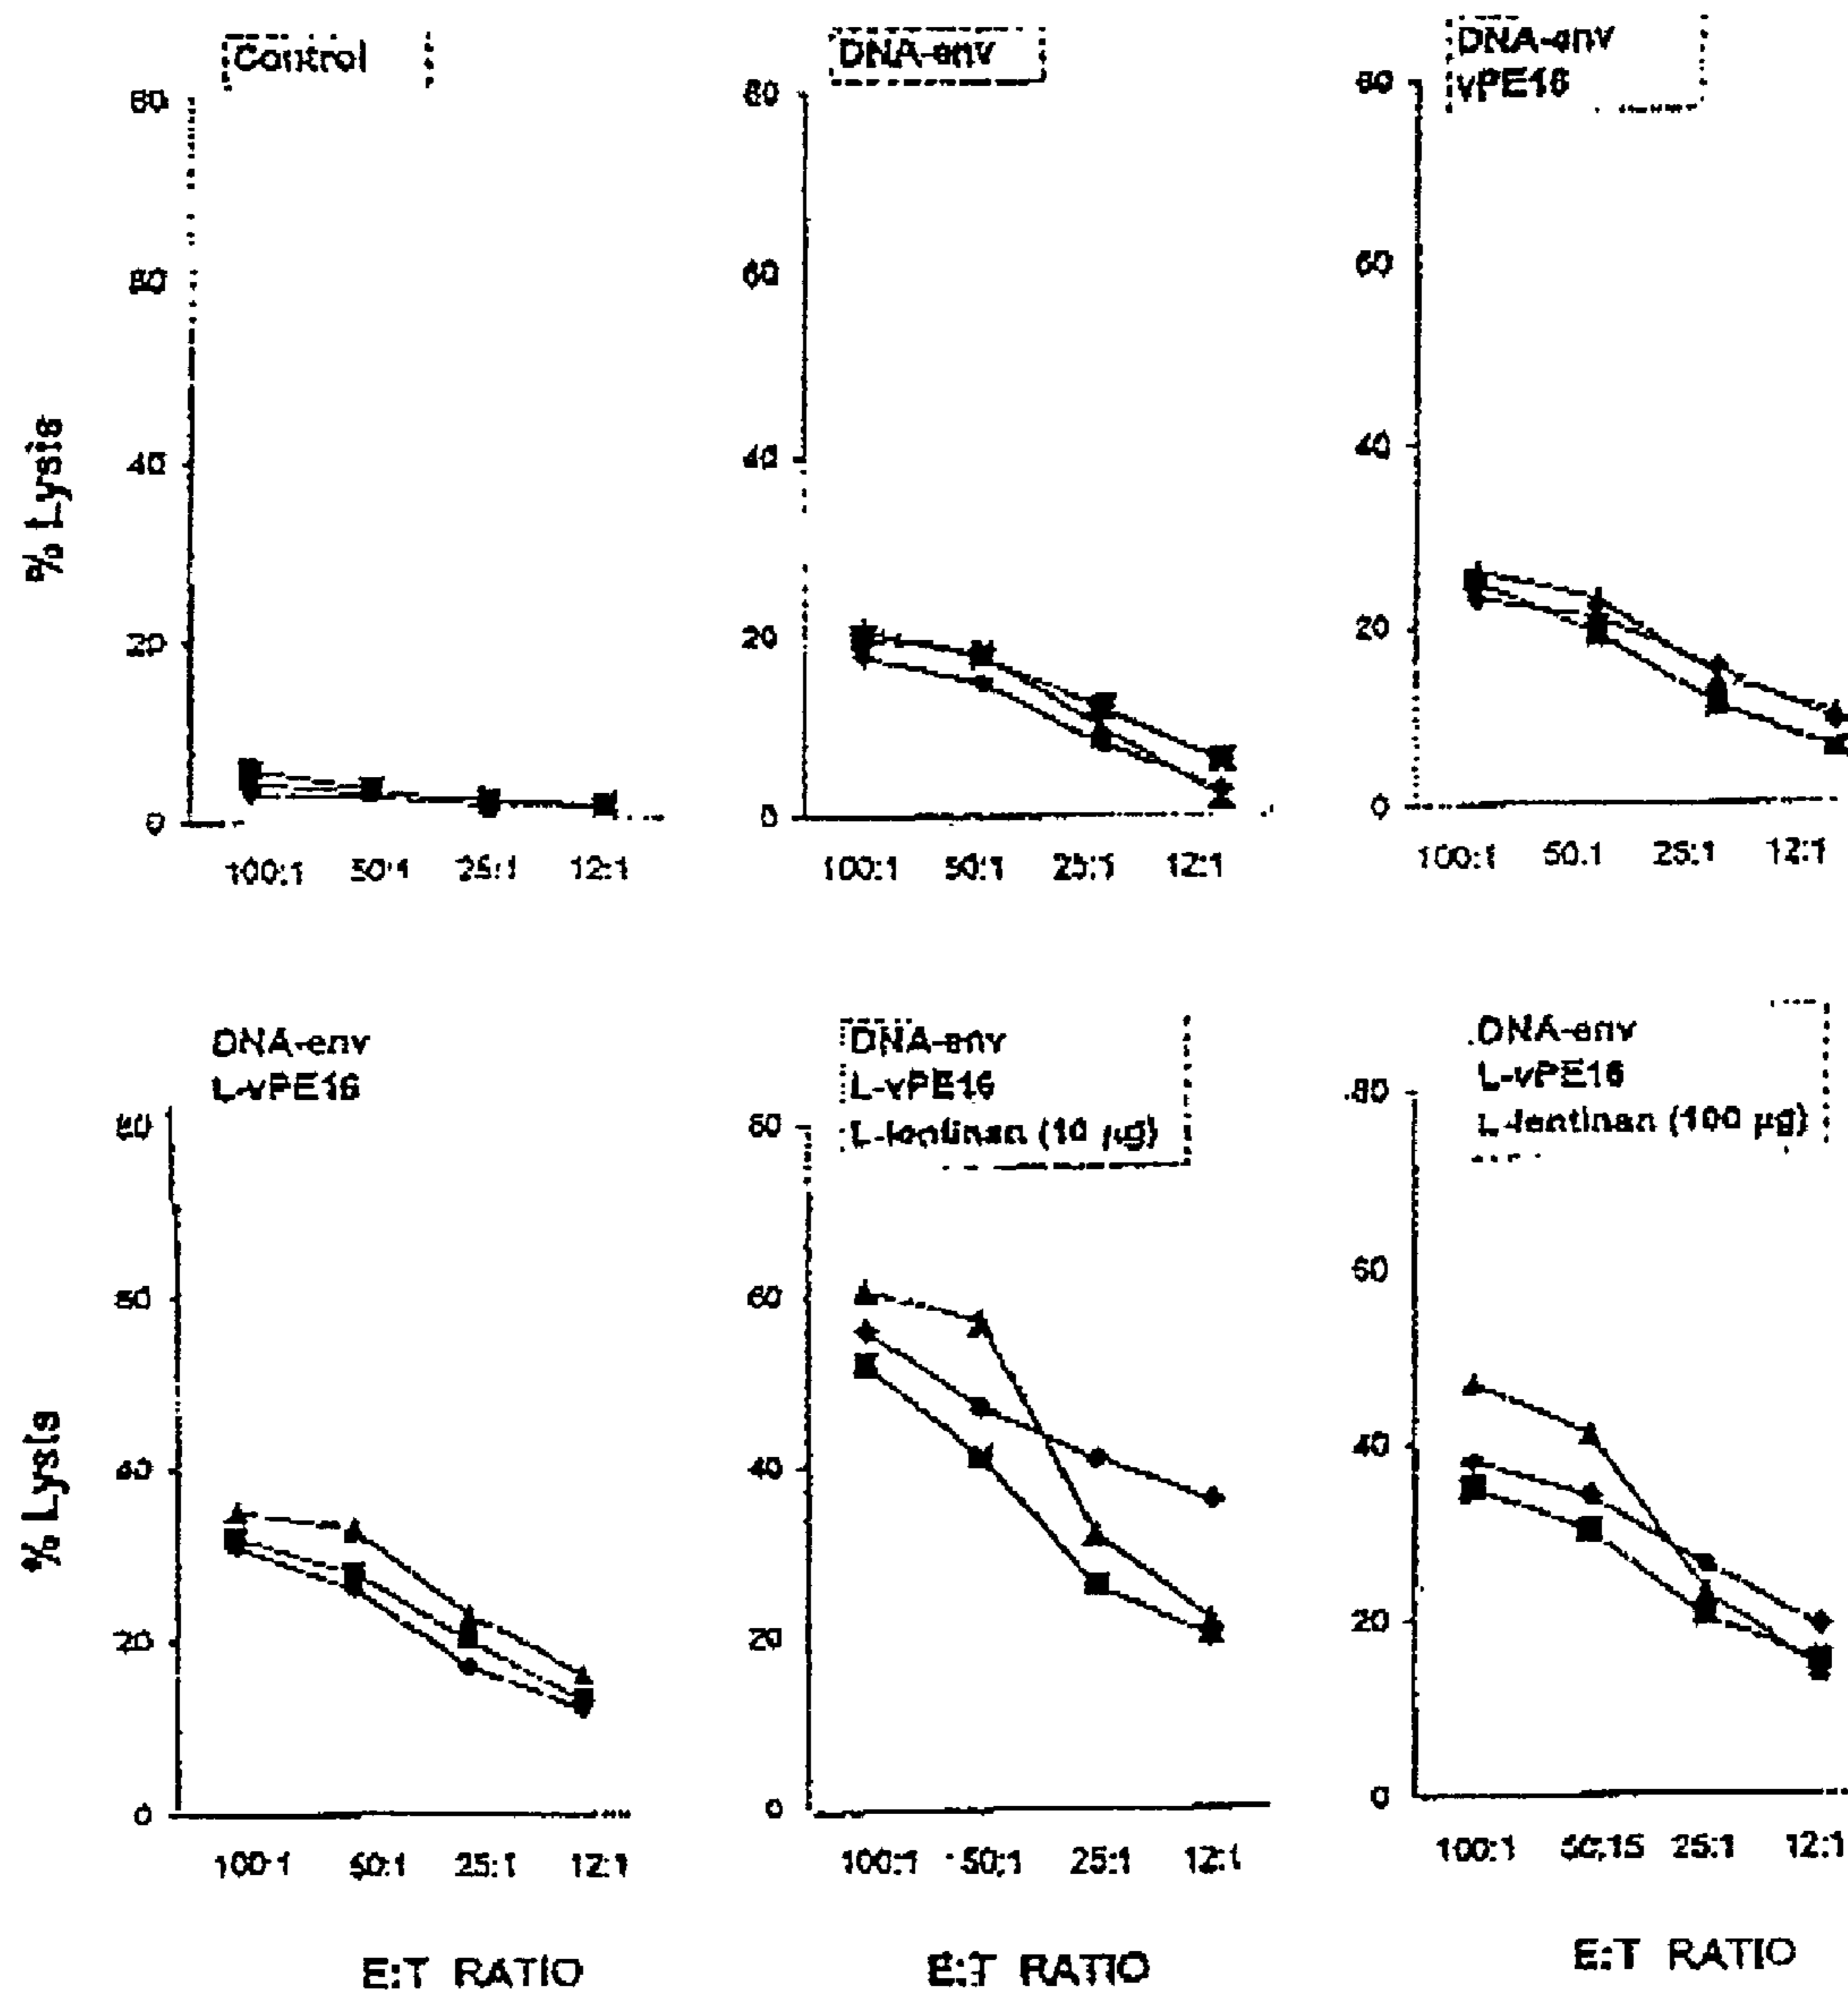 Control
DNA-env
DNA-env
vPE16
% Lysis
80
60
40
20
0
80
60
40
20
0
80
60
40
20
0
100:1 50:1 25:1 12:1
100:1 50:1 25:1 12:1
100:1 50.1 25:1 12:1
DNA-env
L-vPE16
DNA-env
L-vPE16
L-lentinan (10 µg)
DNA-env
L-vPE16
L-lentinan (100 µg)
% Lysis
80
60
40
20
0
80
60
40
20
0
80
60
40
20
0
100:1 50:1 25:1 12:1
100:1 50:1 25:1 12:1
100:1 25:1 12:1
E:T RATIO
E:T RATIO
E:T RATIO